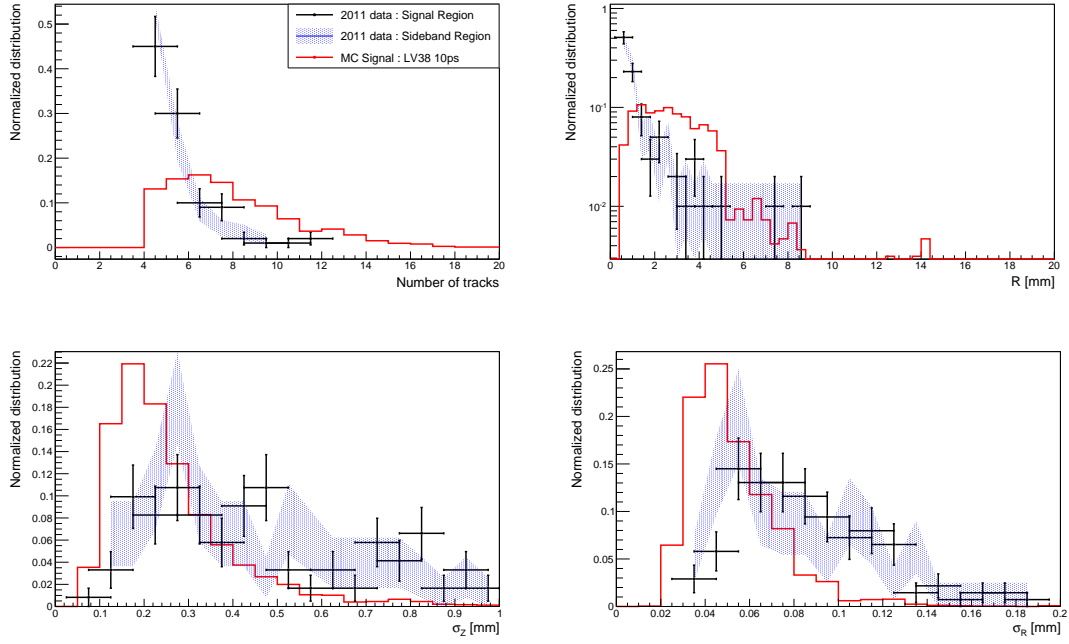 Normalized distribution
0.5
0.4
0.3
0.2
0.1
0
0 2 4 6 8 10 12 14 16 18 20
Number of tracks
2011 data : Signal Region
2011 data : Sideband Region
MC Signal : LV38 10ps
Normalized distribution
1
10⁻¹
10⁻²
0 2 4 6 8 10 12 14 16 18 20
R [mm]
Normalized distribution
0.22
0.2
0.18
0.16
0.14
0.12
0.1
0.08
0.06
0.04
0.02
0
0 0.1 0.2 0.3 0.4 0.5 0.6 0.7 0.8 0.9 1
σZ [mm]
Normalized distribution
0.25
0.2
0.15
0.1
0.05
0
0 0.02 0.04 0.06 0.08 0.1 0.12 0.14 0.16 0.18 0.2
σR [mm]